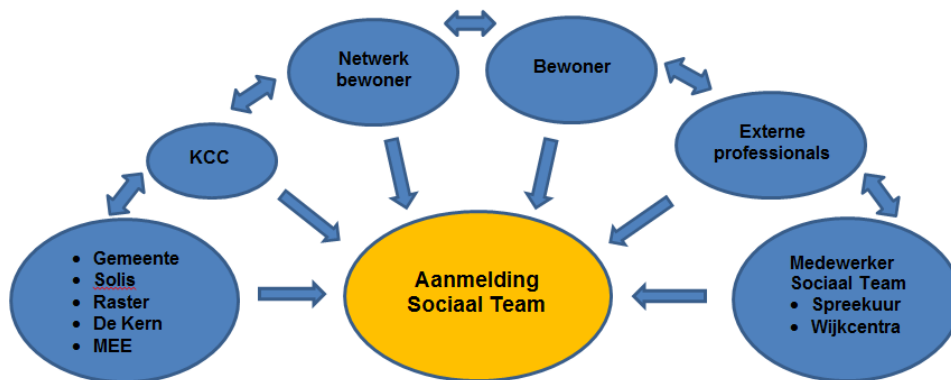 Netwerk
bewoner
Bewoner
KCC
Externe
professionals
• Gemeente
• Solis
• Raster
• De Kern
• MEE
Aanmelding
Sociaal Team
Medewerker
Sociaal Team
• Spreekuur
• Wijkcentra